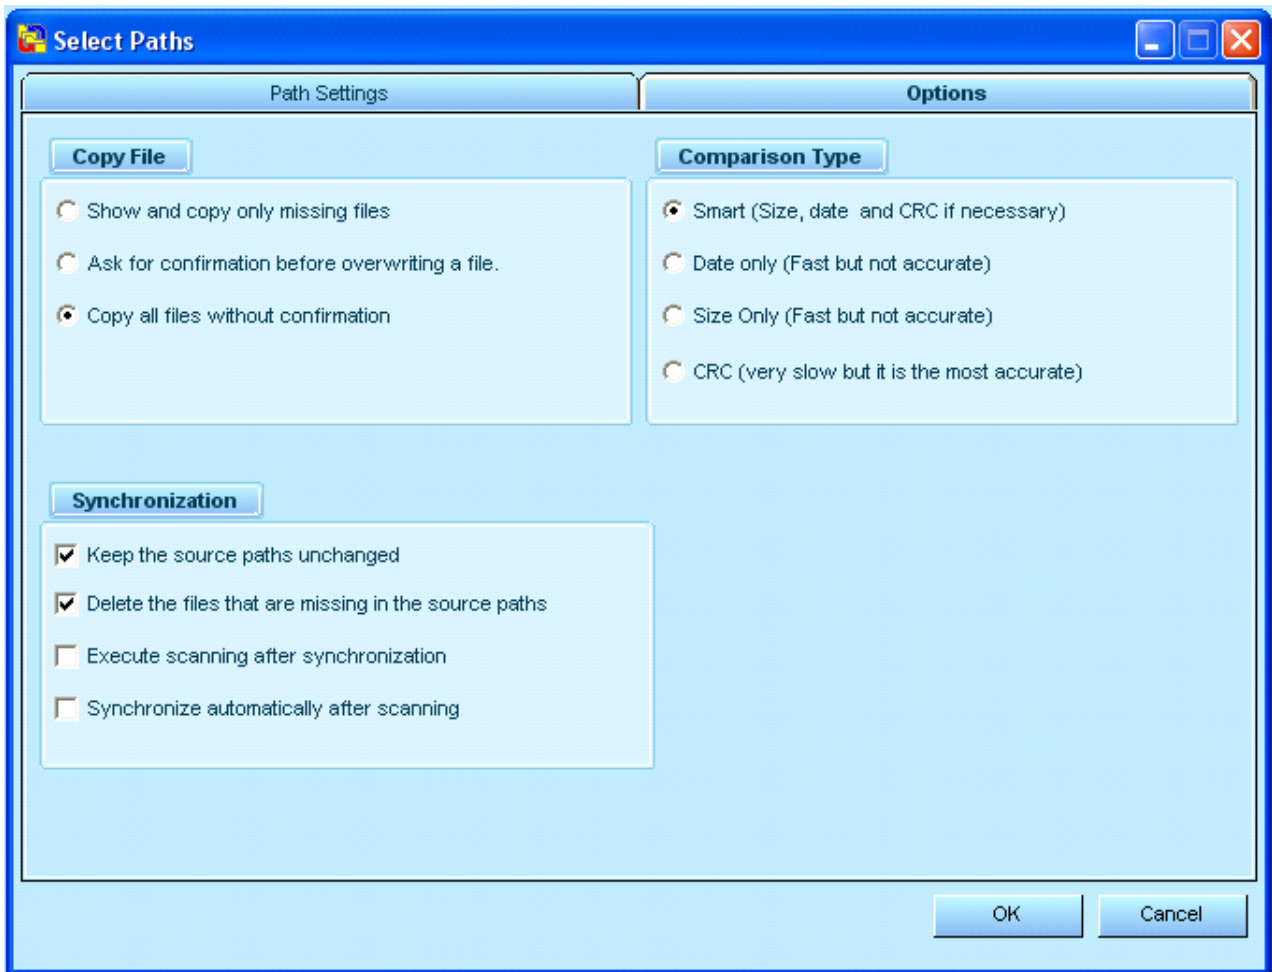 Select Paths
Path Settings
Options
Copy File
Show and copy only missing files
Ask for confirmation before overwriting a file.
Copy all files without confirmation
Comparison Type
Smart (Size, date  and CRC if necessary)
Date only (Fast but not accurate)
Size Only (Fast but not accurate)
CRC (very slow but it is the most accurate)
Synchronization
Keep the source paths unchanged
Delete the files that are missing in the source paths
Execute scanning after synchronization
Synchronize automatically after scanning
OK
Cancel